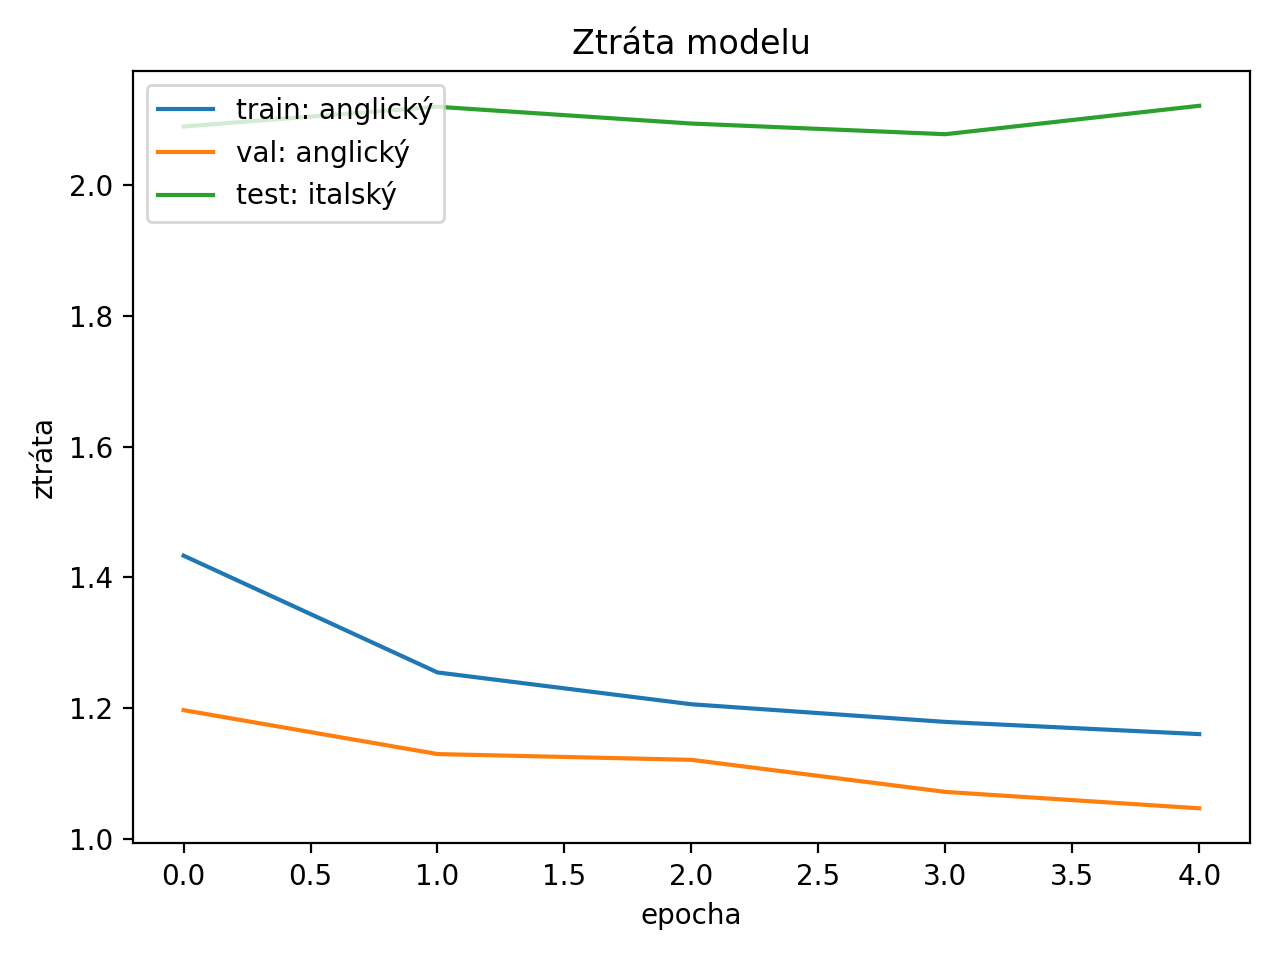 Ztráta modelu
train: anglický
val: anglický
test: italský
ztráta
2.0
1.8
1.6
1.4
1.2
1.0
0.0 0.5 1.0 1.5 2.0 2.5 3.0 3.5 4.0
epocha